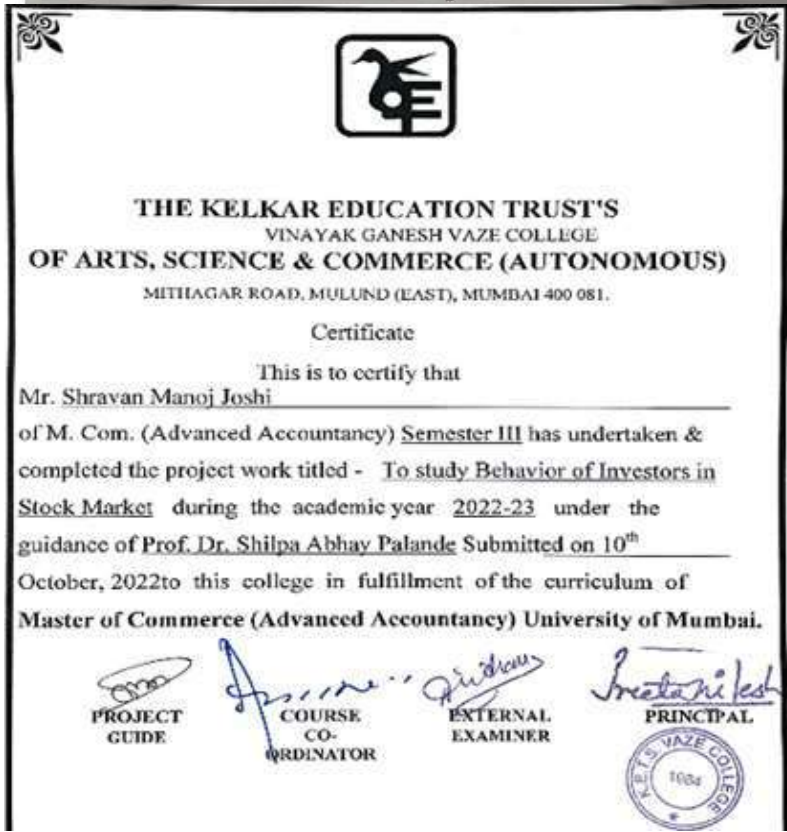 THE KELKAR EDUCATION TRUST'S
VINAYAK GANESH VAZE COLLEGE
OF ARTS, SCIENCE & COMMERCE (AUTONOMOUS)
MITHAGAR ROAD, MULUND (EAST), MUMBAI 400 081.
Certificate
This is to certify that
Mr. Shravan Manoj Joshi
of M. Com. (Advanced Accountancy) Semester III has undertaken &
completed the project work titled - To study Behavior of Investors in
Stock Market during the academic year 2022-23 under the
guidance of Prof. Dr. Shilpa Abhay Palande Submitted on 10th
October, 2022to this college in fulfillment of the curriculum of
Master of Commerce (Advanced Accountancy) University of Mumbai.
PROJECT
GUIDE
COURSE
CO-
ORDINATOR
EXTERNAL
EXAMINER
PRINCIPAL
K.E.T.S. VAZE COLLEGE
1984